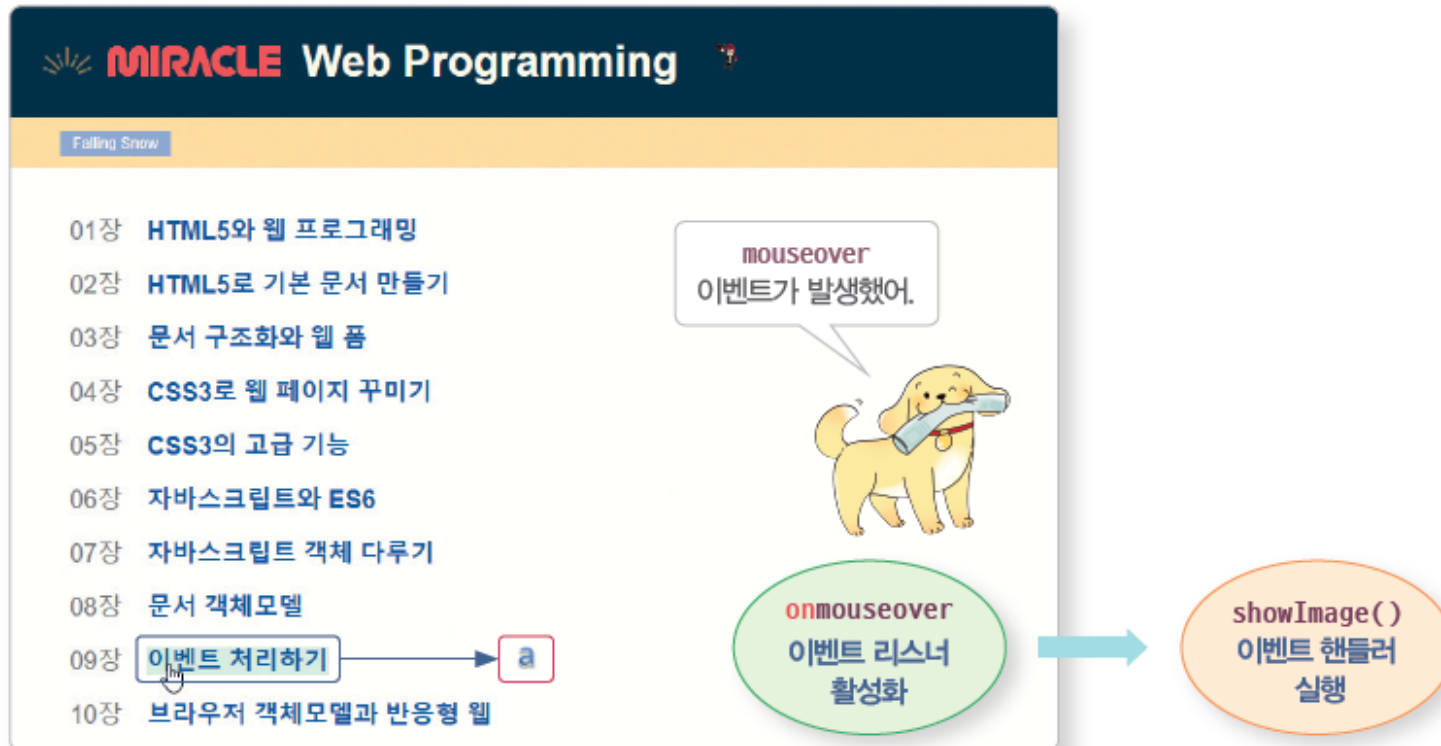 MIRACLE Web Programming
Falling Snow
01장 HTML5와 웹 프로그래밍
02장 HTML5로 기본 문서 만들기
03장 문서 구조화와 웹 폼
04장 CSS3로 웹 페이지 꾸미기
05장 CSS3의 고급 기능
06장 자바스크립트와 ES6
07장 자바스크립트 객체 다루기
08장 문서 객체모델
09장 이벤트 처리하기
a
10장 브라우저 객체모델과 반응형 웹
mouseover
이벤트가 발생했어.
onmouseover
이벤트 리스너
활성화
showImage()
이벤트 핸들러
실행